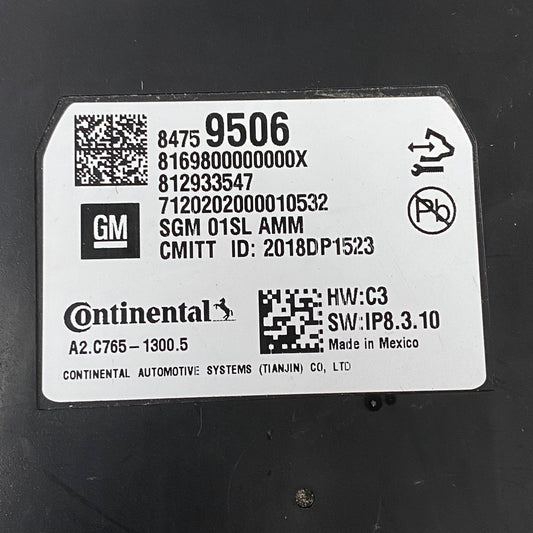 8475 9506
8169800000000X
812933547
7120202000010532
GM
SGM 01SL AMM
CMITT ID: 2018DP1523
Pb
Continental
A2.C765-1300.5
HW:C3
SW:IP8.3.10
Made in Mexico
CONTINENTAL AUTOMOTIVE SYSTEMS (TIANJIN) CO, LTD